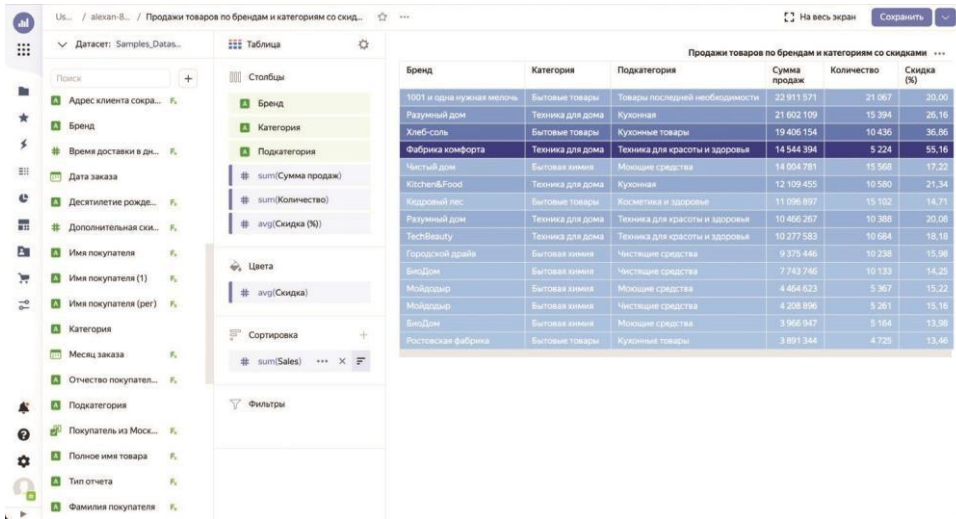 Us... / alexan-8... / Продажи товаров по брендам и категориям со скид...
На весь экран
Сохранить
Датасет: Samples_Datas...
Поиск
Адрес клиента сокра...
Бренд
Время доставки в дн...
Дата заказа
Десятилетие рожде...
Дополнительная ски...
Имя покупателя
Имя покупателя (1)
Имя покупателя (per)
Категория
Месяц заказа
Отчество покупател...
Подкатегория
Покупатель из Моск...
Полное имя товара
Тип отчета
Фамилия покупателя
Таблица
Столбцы
Бренд
Категория
Подкатегория
sum(Сумма продаж)
sum(Количество)
avg(Скидка (%))
Цвета
avg(Скидка)
Сортировка
sum(Sales)
Фильтры
Продажи товаров по брендам и категориям со скидками
Бренд Категория Подкатегория Сумма продаж Количество Скидка (%)
1001 и одна нужная мелочь Бытовые товары Товары последней необходимости 22 911 571 21 067 20,00
Разумный дом Техника для дома Кухонная 21 602 109 15 394 26,16
Хлеб-соль Бытовые товары Кухонные товары 19 406 154 10 436 36,86
Фабрика комфорта Техника для дома Техника для красоты и здоровья 14 544 394 5 224 55,16
Чистый дом Бытовая химия Моющие средства 14 004 781 15 568 17,22
Kitchen&Food Техника для дома Кухонная 12 109 455 10 580 21,34
Кедровый лес Бытовые товары Косметика и здоровье 11 096 897 15 102 14,71
Разумный дом Техника для дома Техника для красоты и здоровья 10 466 267 10 388 20,08
TechBeauty Техника для дома Техника для красоты и здоровья 10 277 583 10 684 18,18
Городской драйв Бытовая химия Чистящие средства 9 375 446 10 238 15,98
БиоДом Бытовая химия Чистящие средства 7 743 746 10 133 14,25
Мойдодыр Бытовая химия Моющие средства 4 464 623 5 367 15,22
Мойдодыр Бытовая химия Чистящие средства 4 208 896 5 261 15,16
БиоДом Бытовая химия Моющие средства 3 966 947 5 164 13,98
Ростовская фабрика Бытовые товары Кухонные товары 3 891 344 4 725 13,46